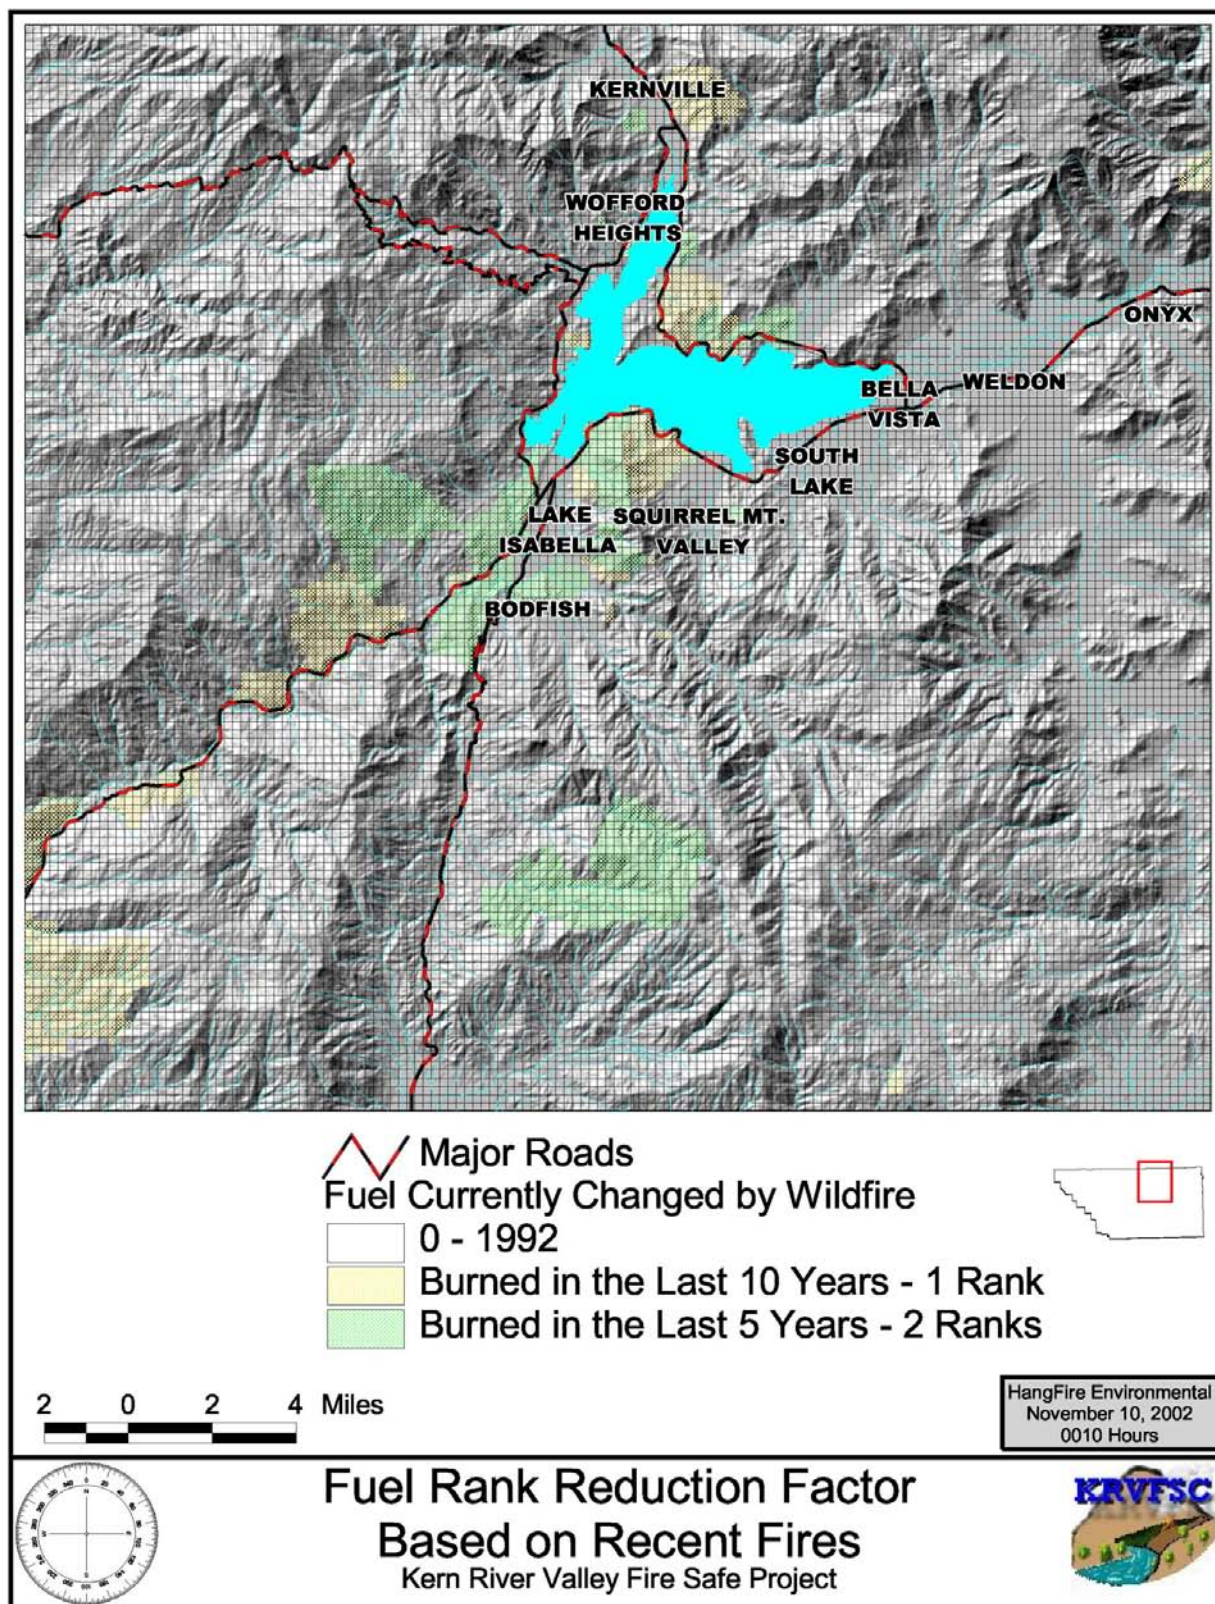 KERNVILLE
WOFFORD
HEIGHTS
ONYX
WELDON
BELLA
VISTA
SOUTH
LAKE
LAKE
ISABELLA
SQUIRREL MT.
VALLEY
BODFISH
Major Roads
Fuel Currently Changed by Wildfire
0 - 1992
Burned in the Last 10 Years - 1 Rank
Burned in the Last 5 Years - 2 Ranks
2 0 2 4 Miles
HangFire Environmental
November 10, 2002
0010 Hours
Fuel Rank Reduction Factor
Based on Recent Fires
Kern River Valley Fire Safe Project
KRVFSC